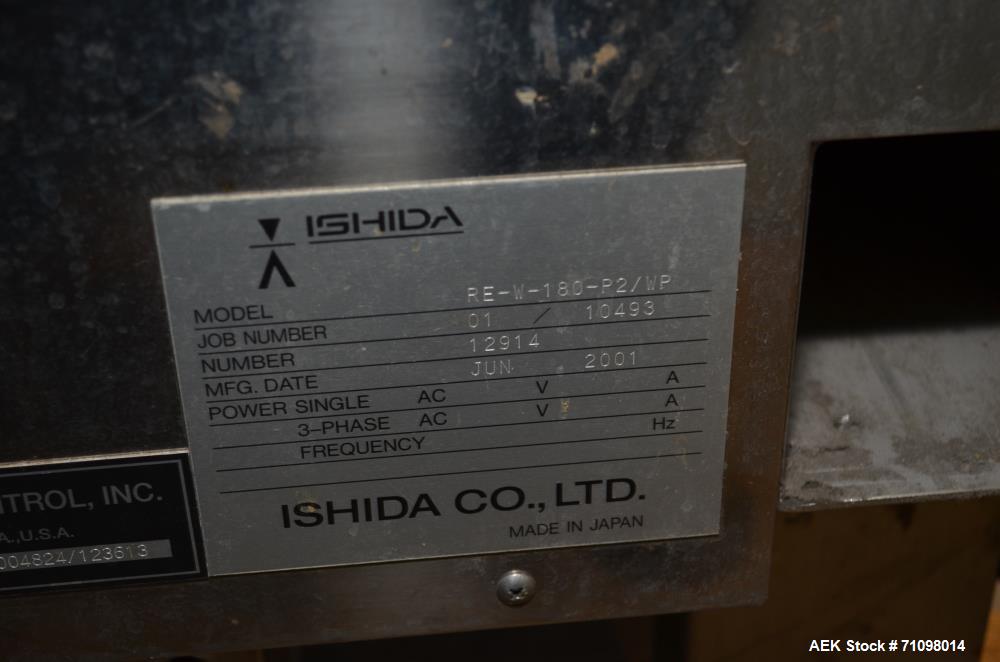 ISHIDA
MODEL RE-W-180-P2/WP
JOB NUMBER 01 / 10493
NUMBER 12914
MFG. DATE JUN. 2001
POWER SINGLE AC V A
3-PHASE AC V A
FREQUENCY Hz
ISHIDA CO., LTD.
MADE IN JAPAN
NTROL, INC.
A., U.S.A.
004824/123613
AEK Stock #71098014